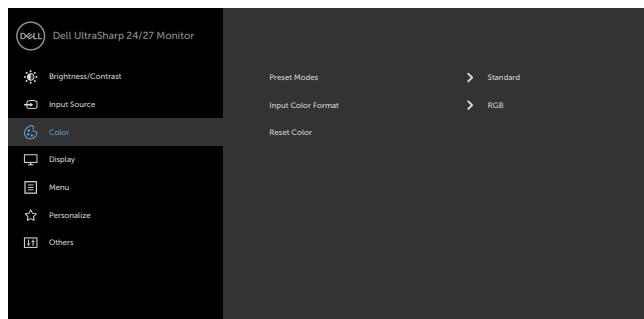 DELL
Dell UltraSharp 24/27 Monitor
Brightness/Contrast
Preset Modes
Standard
Input Source
Input Color Format
RGB
Color
Reset Color
Display
Menu
Personalize
Others